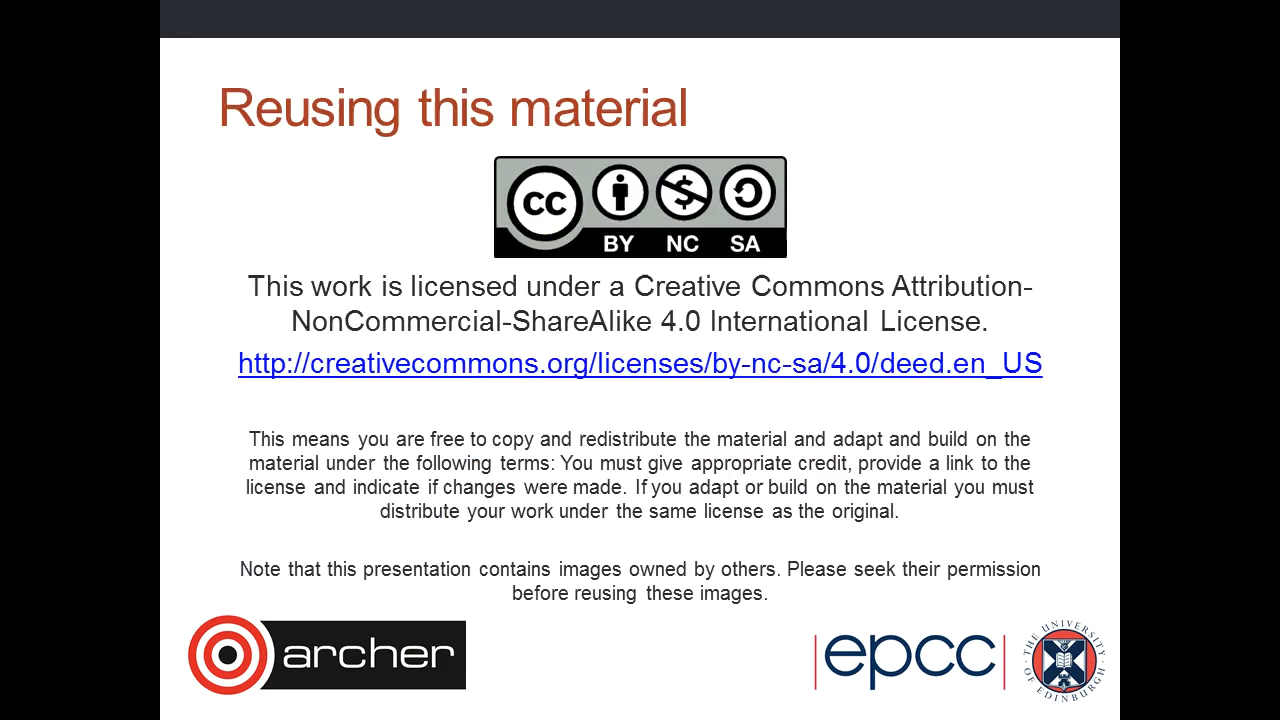 Reusing this material
CC
BY NC SA
This work is licensed under a Creative Commons Attribution-
NonCommercial-ShareAlike 4.0 International License.
http://creativecommons.org/licenses/by-nc-sa/4.0/deed.en_US
This means you are free to copy and redistribute the material and adapt and build on the
material under the following terms: You must give appropriate credit, provide a link to the
license and indicate if changes were made. If you adapt or build on the material you must
distribute your work under the same license as the original.
Note that this presentation contains images owned by others. Please seek their permission
before reusing these images.
archer
epcc
THE UNIVERSITY
OF EDINBURGH